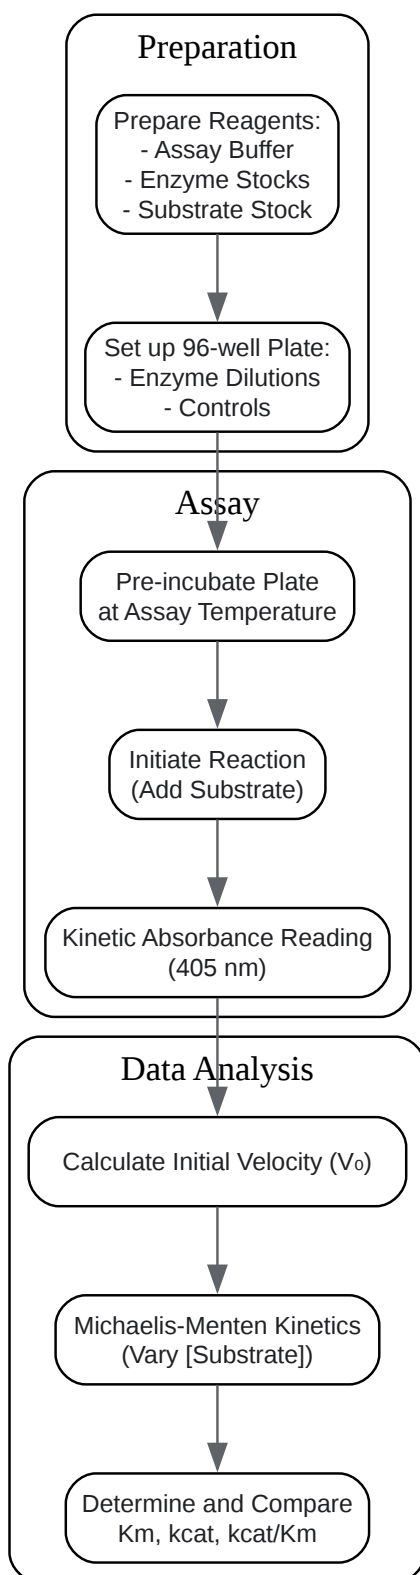 Preparation
Prepare Reagents:
- Assay Buffer
- Enzyme Stocks
- Substrate Stock
Set up 96-well Plate:
- Enzyme Dilutions
- Controls
Assay
Pre-incubate Plate
at Assay Temperature
Initiate Reaction
(Add Substrate)
Kinetic Absorbance Reading
(405 nm)
Data Analysis
Calculate Initial Velocity (V₀)
Michaelis-Menten Kinetics
(Vary [Substrate])
Determine and Compare
Km, kcat, kcat/Km